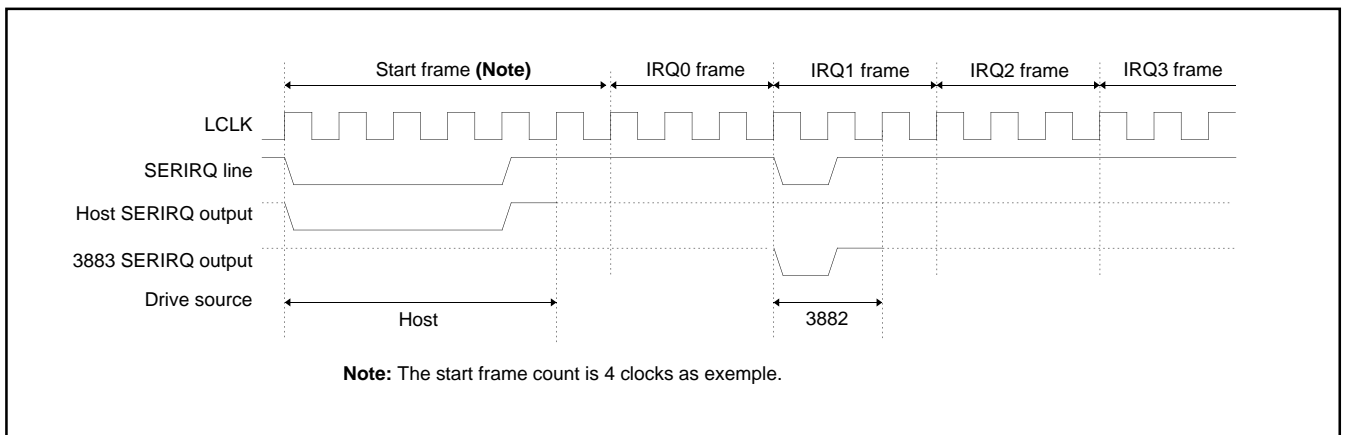 Start frame (Note) IRQ0 frame IRQ1 frame IRQ2 frame IRQ3 frame
LCLK
SERIRQ line
Host SERIRQ output
3883 SERIRQ output
Drive source
Host 3882
Note: The start frame count is 4 clocks as exemple.